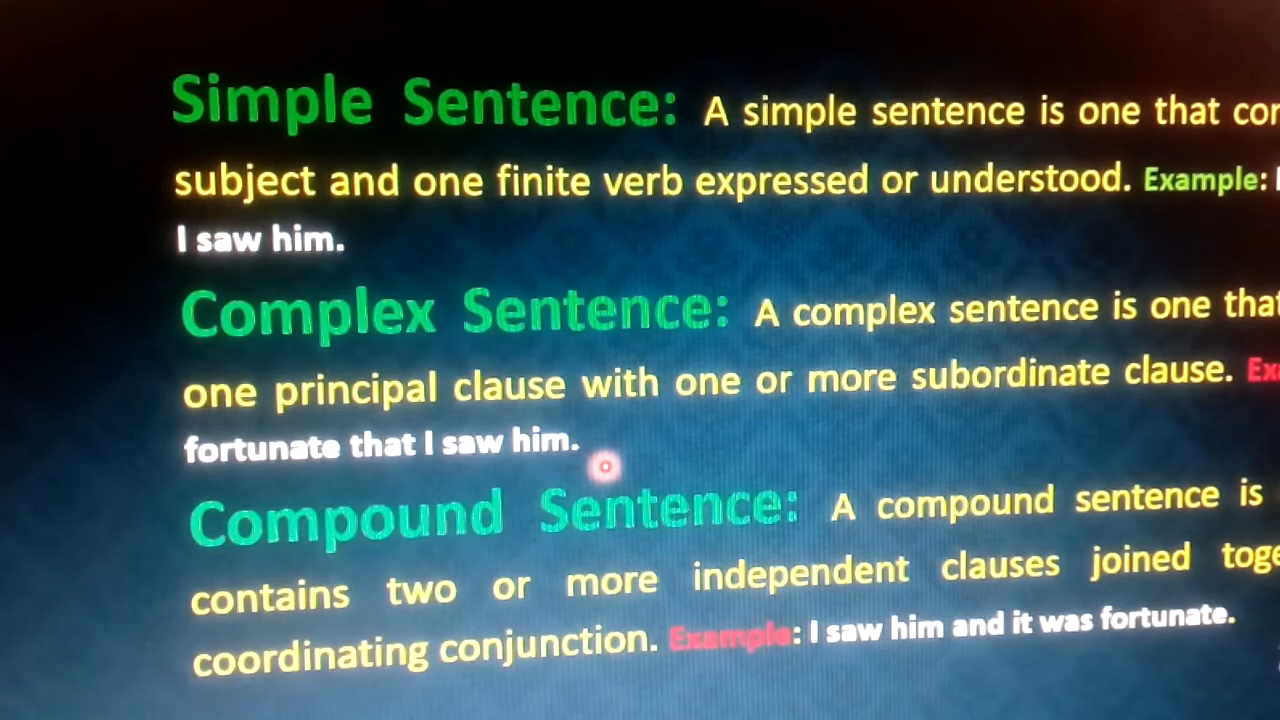 Simple Sentence: A simple sentence is one that
subject and one finite verb expressed or understood. Example:
I saw him.
Complex Sentence: A complex sentence is one
one principal clause with one or more subordinate clause.
fortunate that I saw him.
Compound Sentence: A compound sentence is
contains two or more independent clauses joined
coordinating conjunction. Example: I saw him and it was fortunate.